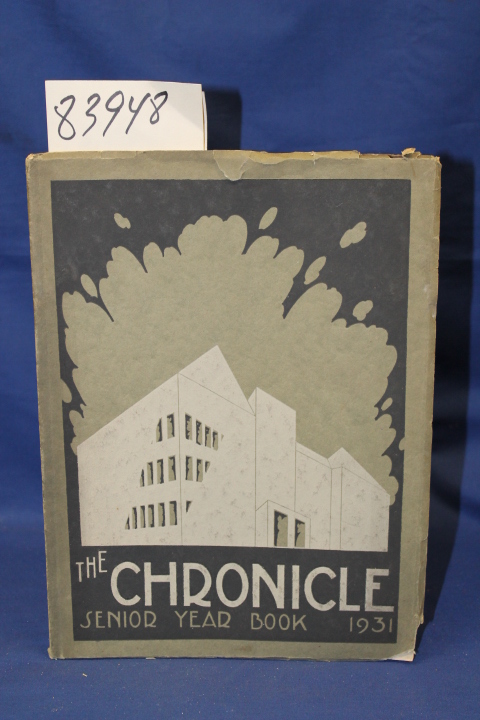 83948
THE CHRONICLE
SENIOR YEAR BOOK 1931